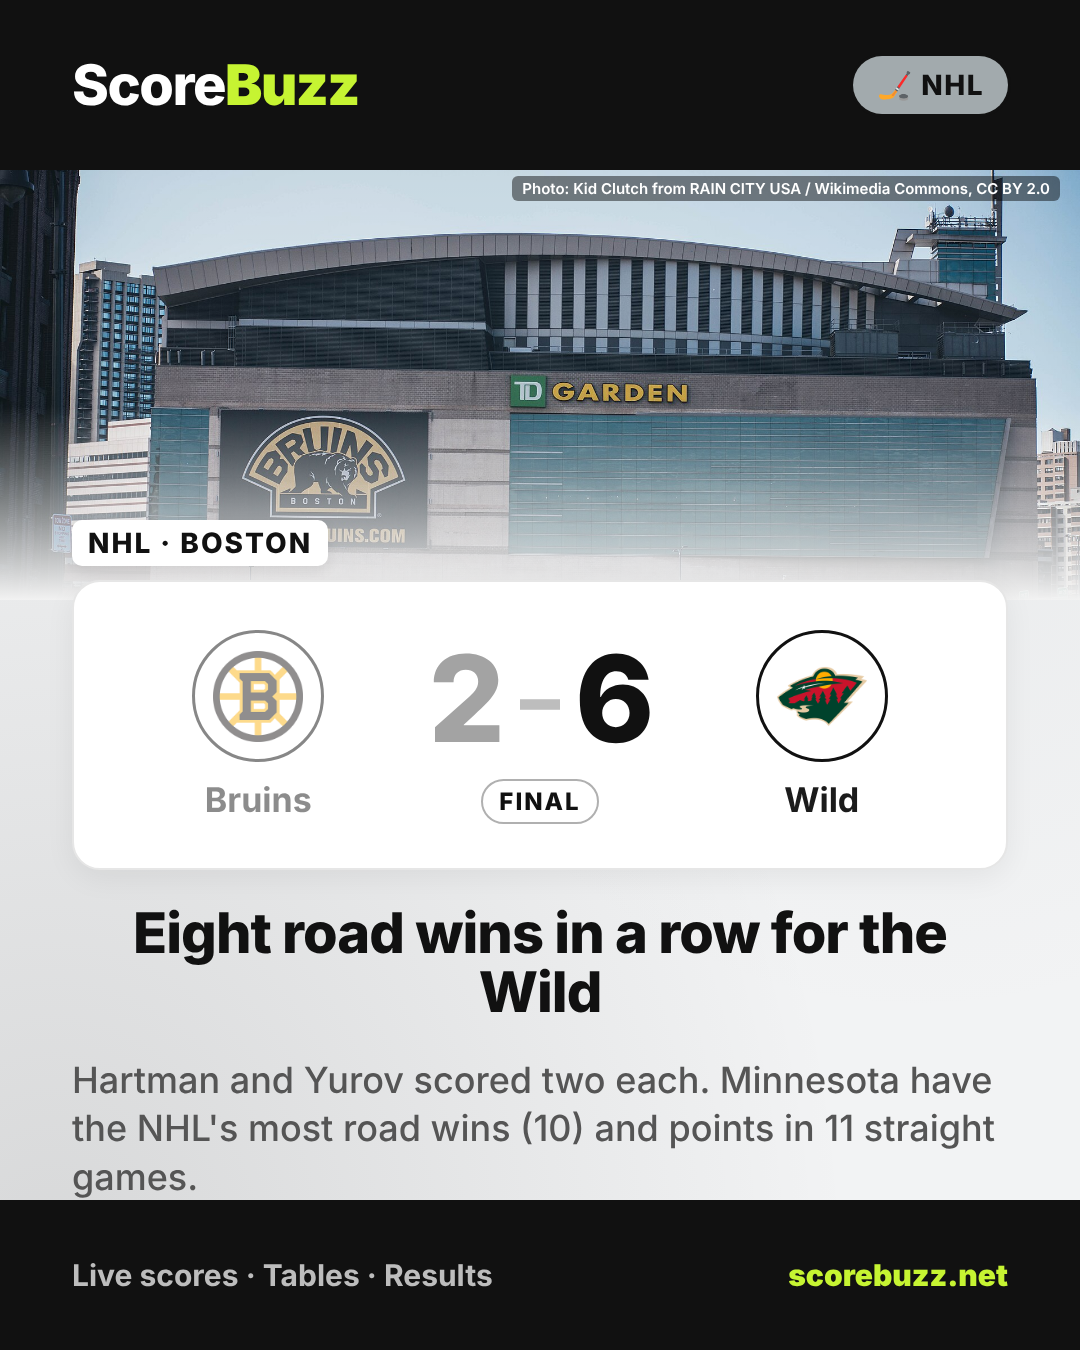 ScoreBuzz
NHL
Photo: Kid Clutch from RAIN CITY USA / Wikimedia Commons, CC BY 2.0
TD GARDEN
BRUINS
BOSTON
UINS.COM
NHL · BOSTON
B
2-6
Bruins
FINAL
Wild
Eight road wins in a row for the
Wild
Hartman and Yurov scored two each. Minnesota have
the NHL's most road wins (10) and points in 11 straight
games.
Live scores · Tables · Results
scorebuzz.net